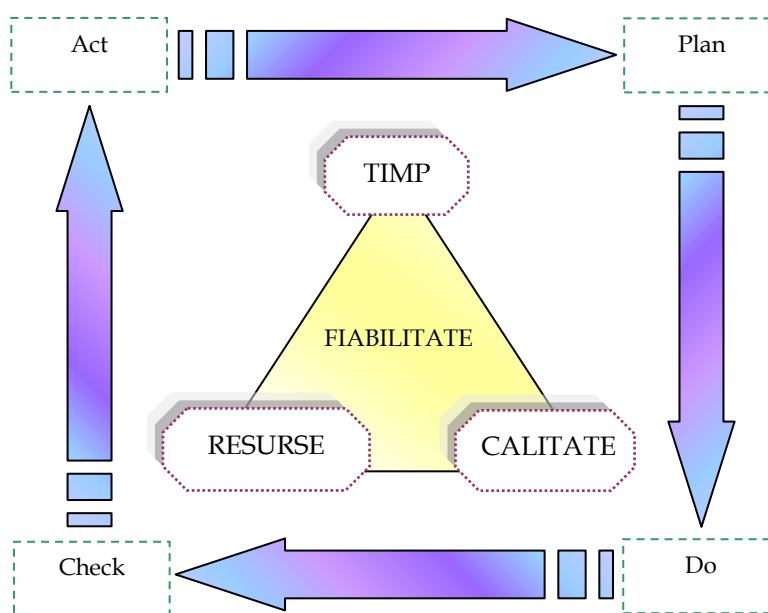 Act
Plan
TIMP
FIABILITATE
RESURSE
CALITATE
Check
Do